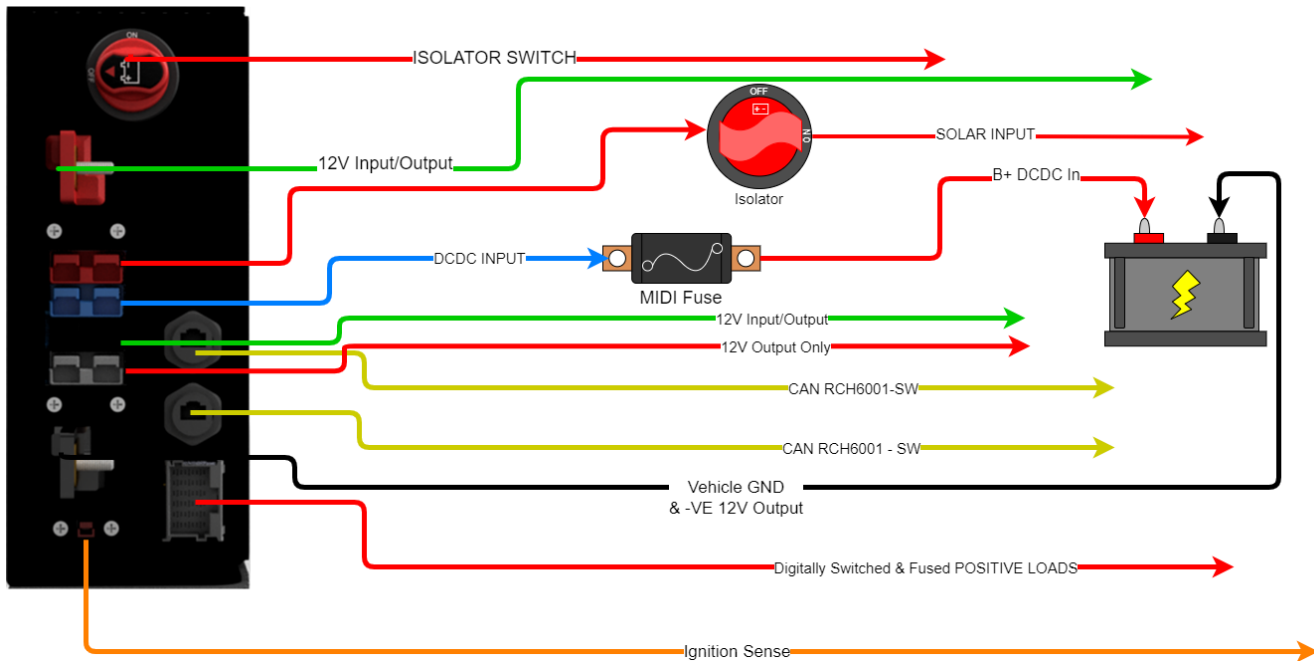 ON
OFF
ISOLATOR SWITCH
OFF
ON
SOLAR INPUT
12V Input/Output
B+ DCDC In
Isolator
DCDC INPUT
MIDI Fuse
12V Input/Output
12V Output Only
CAN RCH6001-SW
CAN RCH6001 - SW
Vehicle GND
& -VE 12V Output
Digitally Switched & Fused POSITIVE LOADS
Ignition Sense